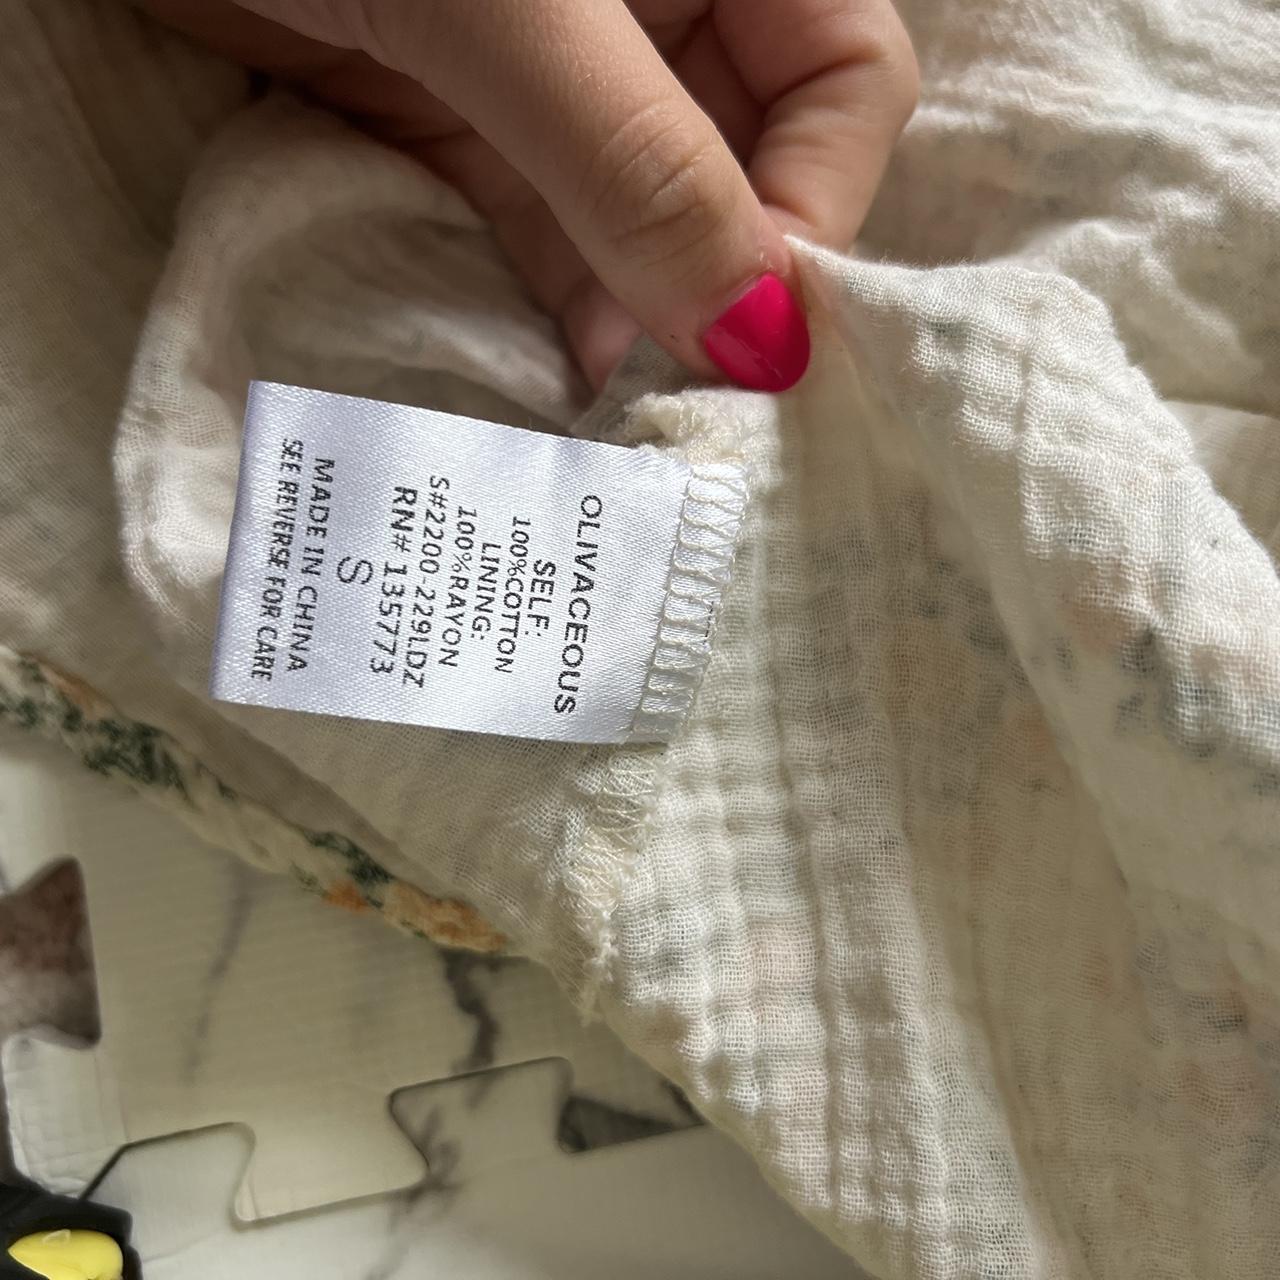 OLIVACEOUS
SELF:
100%COTTON
LINING:
100%RAYON
S#2200-229LDZ
RN# 135773
S
MADE IN CHINA
SEE REVERSE FOR CARE